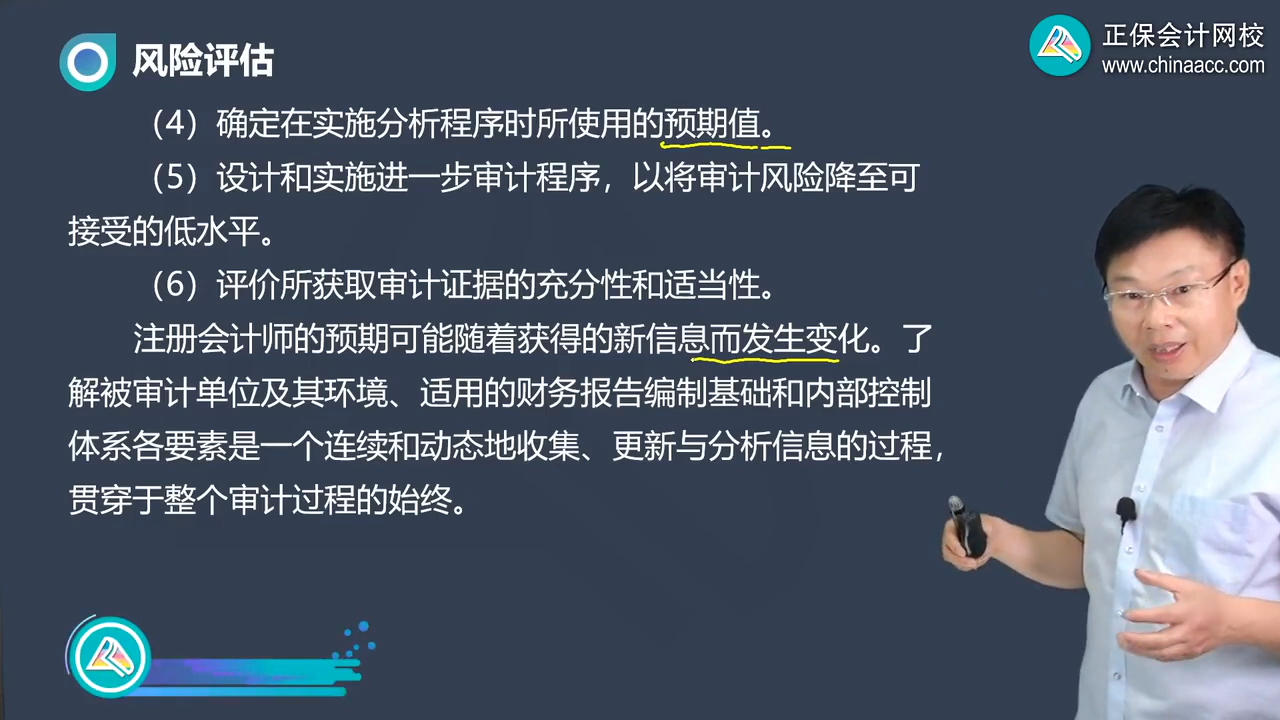 风险评估
正保会计网校
www.chinaacc.com
（4）确定在实施分析程序时所使用的预期值。
（5）设计和实施进一步审计程序，以将审计风险降至可
接受的低水平。
（6）评价所获取审计证据的充分性和适当性。
注册会计师的预期可能随着获得的新信息而发生变化。了
解被审计单位及其环境、适用的财务报告编制基础和内部控制
体系各要素是一个连续和动态地收集、更新与分析信息的过程，
贯穿于整个审计过程的始终。